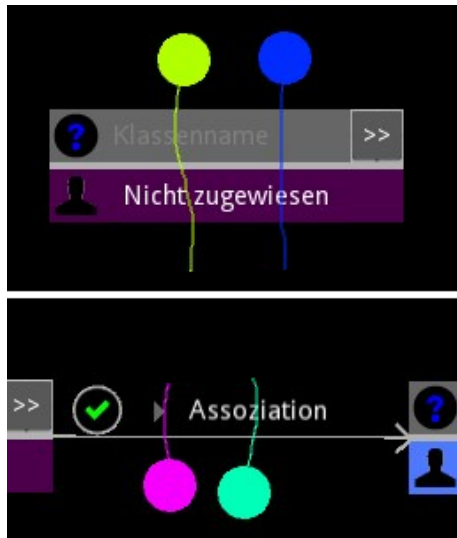 ? Klassenname >>
Nicht zugewiesen
>> Assoziation ?